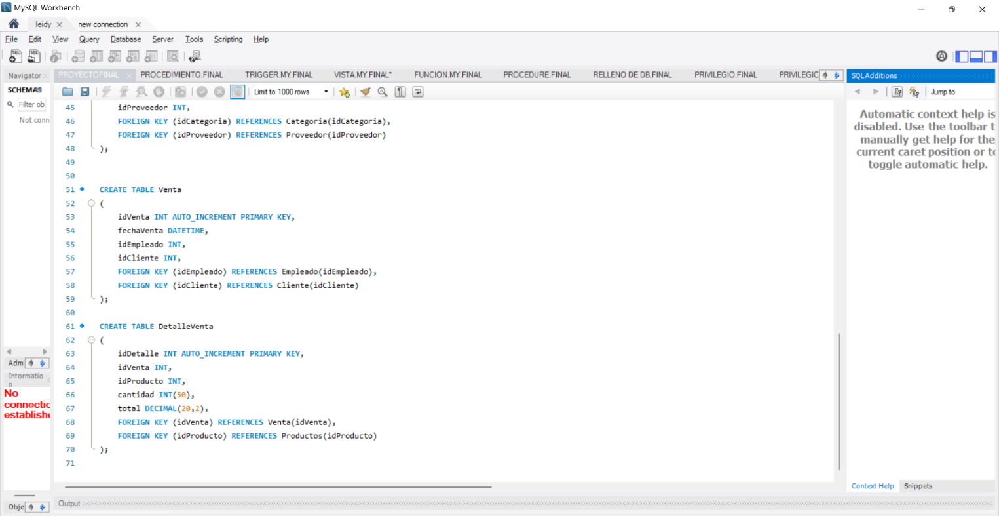 MySQL Workbench
leidy
new connection
File Edit View Query Database Server Tools Scripting Help
Navigator
PROYECTOFINAL PROCEDIMIENTO.FINAL TRIGGER.MY.FINAL VISTA.MY.FINAL* FUNCION.MY.FINAL PROCEDURE.FINAL RELLENO DE DB.FINAL PRIVILEGIO.FINAL PRIVILEGIC
SQLAdditions
SCHEMAS
Limit to 1000 rows
Jump to
Filter ob
Not conn
45 idProveedor INT,
46 FOREIGN KEY (idCategoria) REFERENCES Categoria(idCategoria),
47 FOREIGN KEY (idProveedor) REFERENCES Proveedor(idProveedor)
48 );
49
50
51 CREATE TABLE Venta
52 (
53 idVenta INT AUTO_INCREMENT PRIMARY KEY,
54 fechaVenta DATETIME,
55 idEmpleado INT,
56 idCliente INT,
57 FOREIGN KEY (idEmpleado) REFERENCES Empleado(idEmpleado),
58 FOREIGN KEY (idCliente) REFERENCES Cliente(idCliente)
59 );
60
61 CREATE TABLE DetalleVenta
62 (
63 idDetalle INT AUTO_INCREMENT PRIMARY KEY,
64 idVenta INT,
65 idProducto INT,
66 cantidad INT(50),
67 total DECIMAL(20,2),
68 FOREIGN KEY (idVenta) REFERENCES Venta(idVenta),
69 FOREIGN KEY (idProducto) REFERENCES Productos(idProducto)
70 );
71
Automatic context help is
disabled. Use the toolbar t
manually get help for the
current caret position or to
toggle automatic help.
Adm
Informatio
n
No
connectic
establishe
Context Help Snippets
Obje
Output